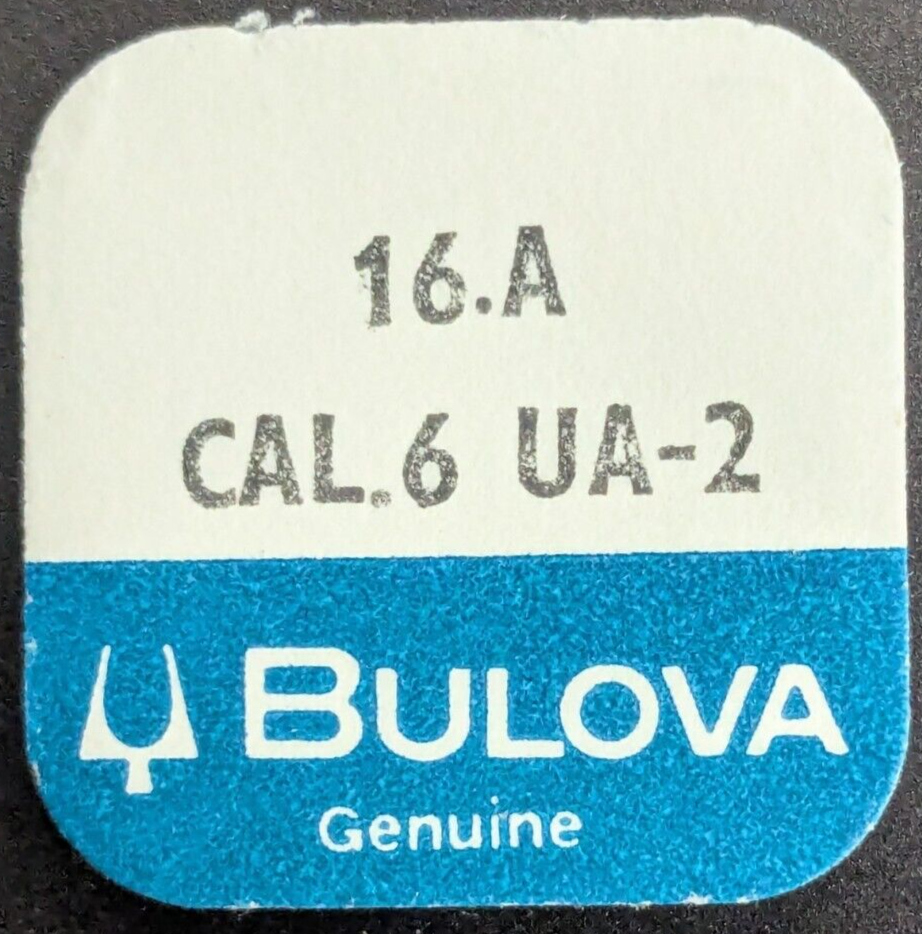 16.A
CAL.6 UA-2
BULOVA
Genuine